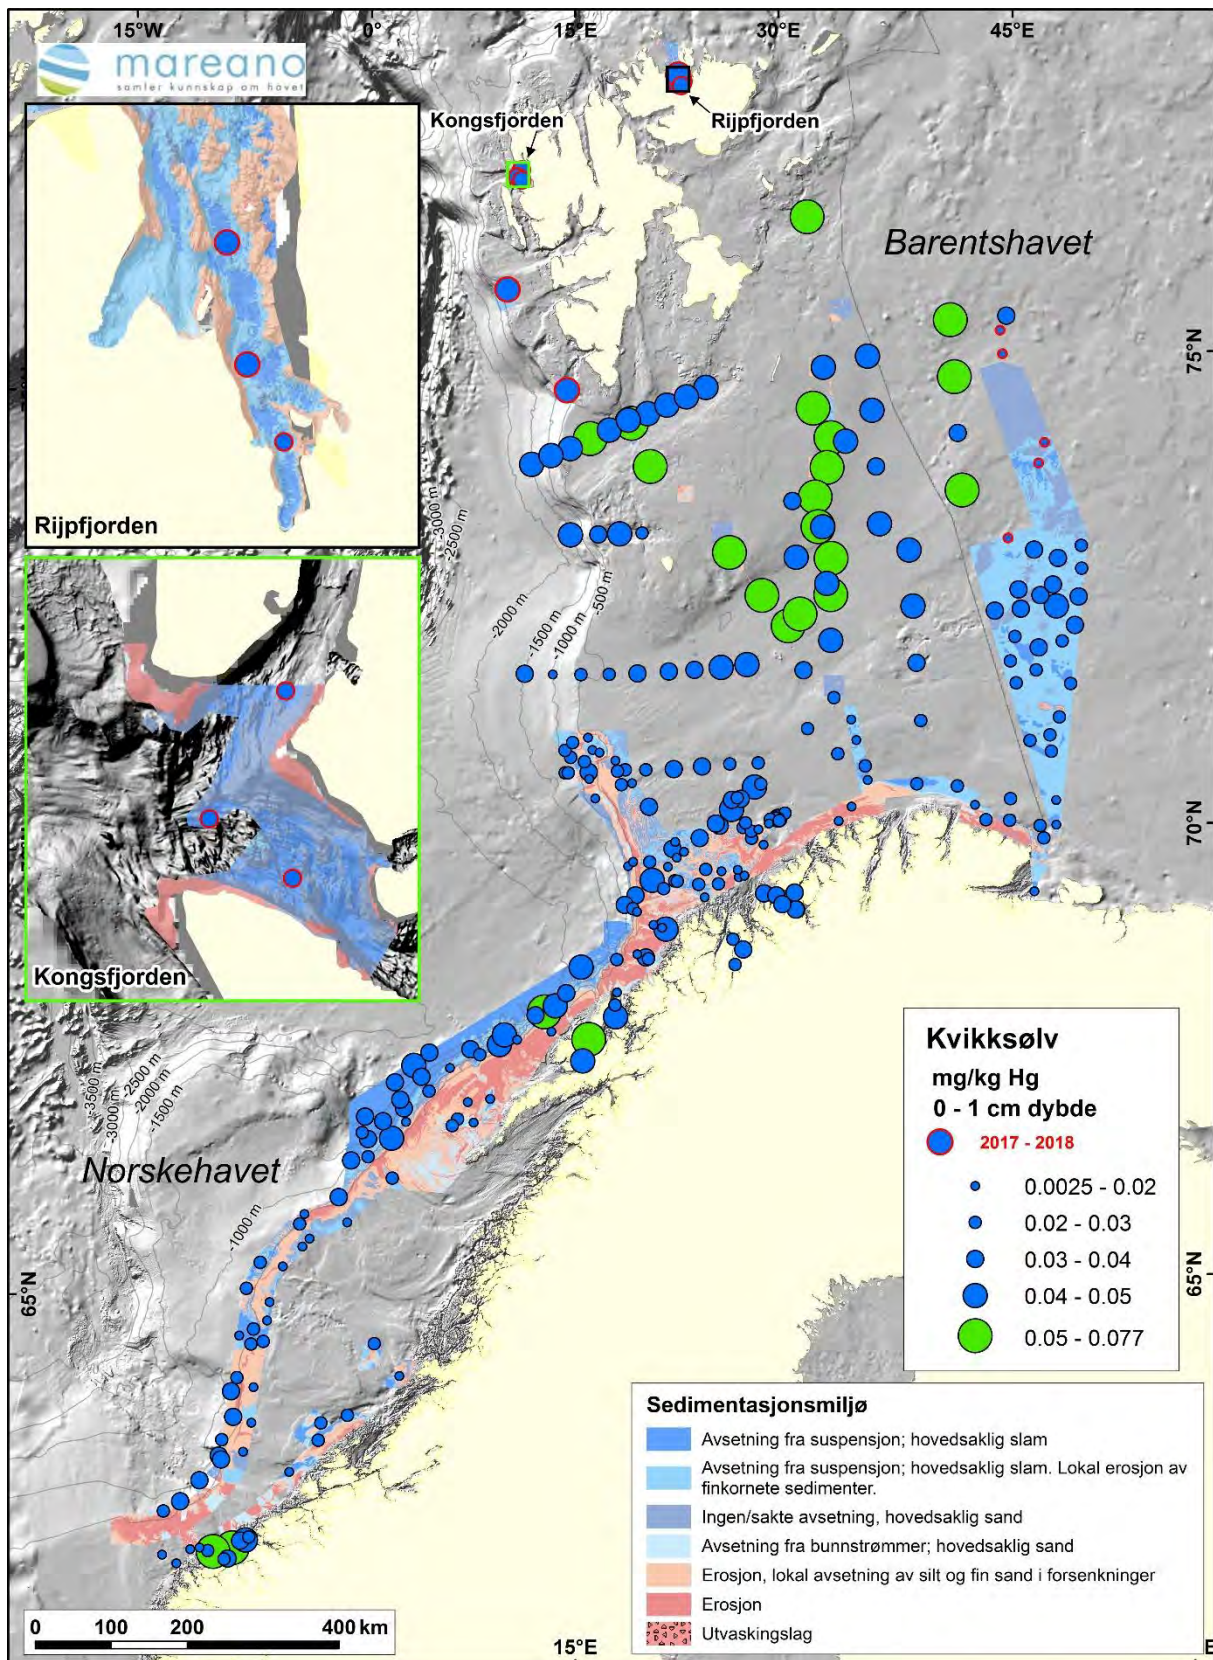 15°W
0°
15°E
30°E
45°E
mareano
samler kunnskap om havet
Kongsfjorden
Rijpfjorden
Barentshavet
75°N
Rijpfjorden
-3000 m
-2500 m
-2000 m
-1500 m
-1000 m
-500 m
70°N
Kongsfjorden
-3500 m
-3000 m
-2500 m
-2000 m
-1500 m
Norskehavet
-1000 m
65°N
65°N
Kvikksølv
mg/kg Hg
0 - 1 cm dybde
2017 - 2018
0.0025 - 0.02
0.02 - 0.03
0.03 - 0.04
0.04 - 0.05
0.05 - 0.077
Sedimentasjonsmiljø
Avsetning fra suspensjon; hovedsaklig slam
Avsetning fra suspensjon; hovedsaklig slam. Lokal erosjon av
finkornete sedimenter.
Ingen/sakte avsetning, hovedsaklig sand
Avsetning fra bunnstrømmer; hovedsaklig sand
Erosjon, lokal avsetning av silt og fin sand i forsenkninger
Erosjon
Utvaskingslag
0 100 200 400 km
15°E